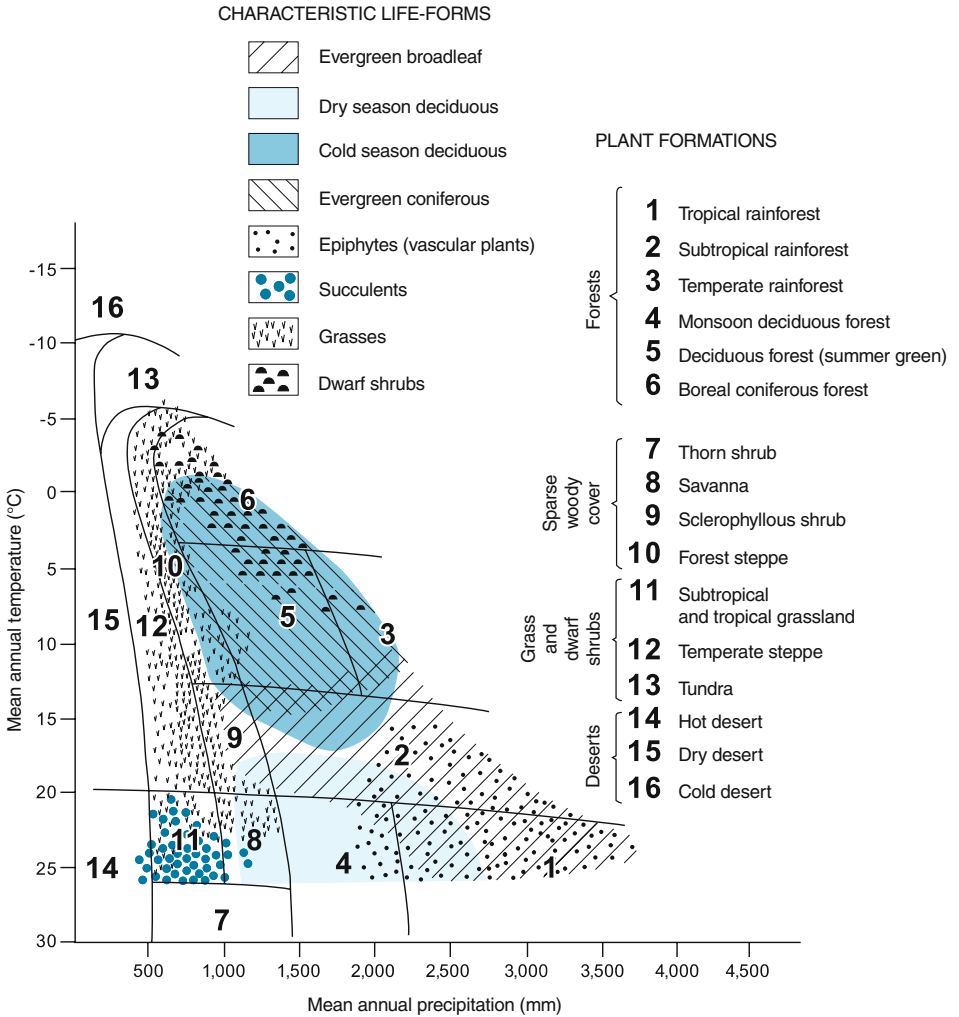 CHARACTERISTIC LIFE-FORMS
Evergreen broadleaf
Dry season deciduous
Cold season deciduous
Evergreen coniferous
Epiphytes (vascular plants)
Succulents
Grasses
Dwarf shrubs
PLANT FORMATIONS
Forests
1 Tropical rainforest
2 Subtropical rainforest
3 Temperate rainforest
4 Monsoon deciduous forest
5 Deciduous forest (summer green)
6 Boreal coniferous forest
Sparse
woody
cover
7 Thorn shrub
8 Savanna
9 Sclerophyllous shrub
10 Forest steppe
Grass
and
dwarf
shrubs
11 Subtropical
and tropical grassland
12 Temperate steppe
13 Tundra
Deserts
14 Hot desert
15 Dry desert
16 Cold desert
Mean annual temperature (°C)
-15
-10
-5
0
5
10
15
20
25
30
16
13
6
10
5
15
12
3
9
2
11
8
14
4
1
7
500 1,000 1,500 2,000 2,500 3,000 3,500 4,000 4,500
Mean annual precipitation (mm)